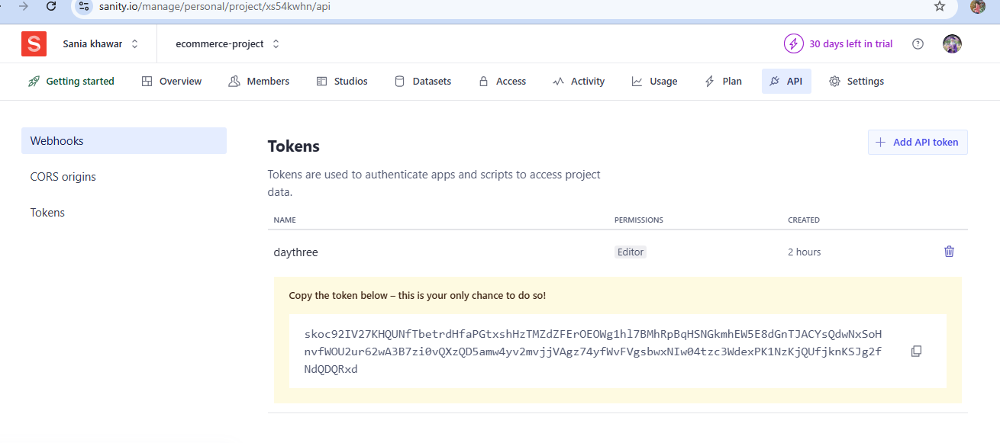 sanity.io/manage/personal/project/xs54kwhn/api
S
Sania khawar
ecommerce-project
30 days left in trial
Getting started
Overview
Members
Studios
Datasets
Access
Activity
Usage
Plan
API
Settings
Webhooks
CORS origins
Tokens
Tokens
Add API token
Tokens are used to authenticate apps and scripts to access project
data.
NAME
PERMISSIONS
CREATED
daythree
Editor
2 hours
Copy the token below – this is your only chance to do so!
skoc92IV27KHQUNfTbetrdHfaPGtxshHzTMZdZFErOEOWg1hl7BMhRpBqHSNGkmhEW5E8dGnTJACYsQdwNxSoH
nvfWOU2ur62wA3B7zi0vQXzQD5amw4yv2mvjjVAgz74yfWvFVgsbwxNIw04tzc3WdexPK1NzKjQUfjknKSJg2f
NdQDQRxd